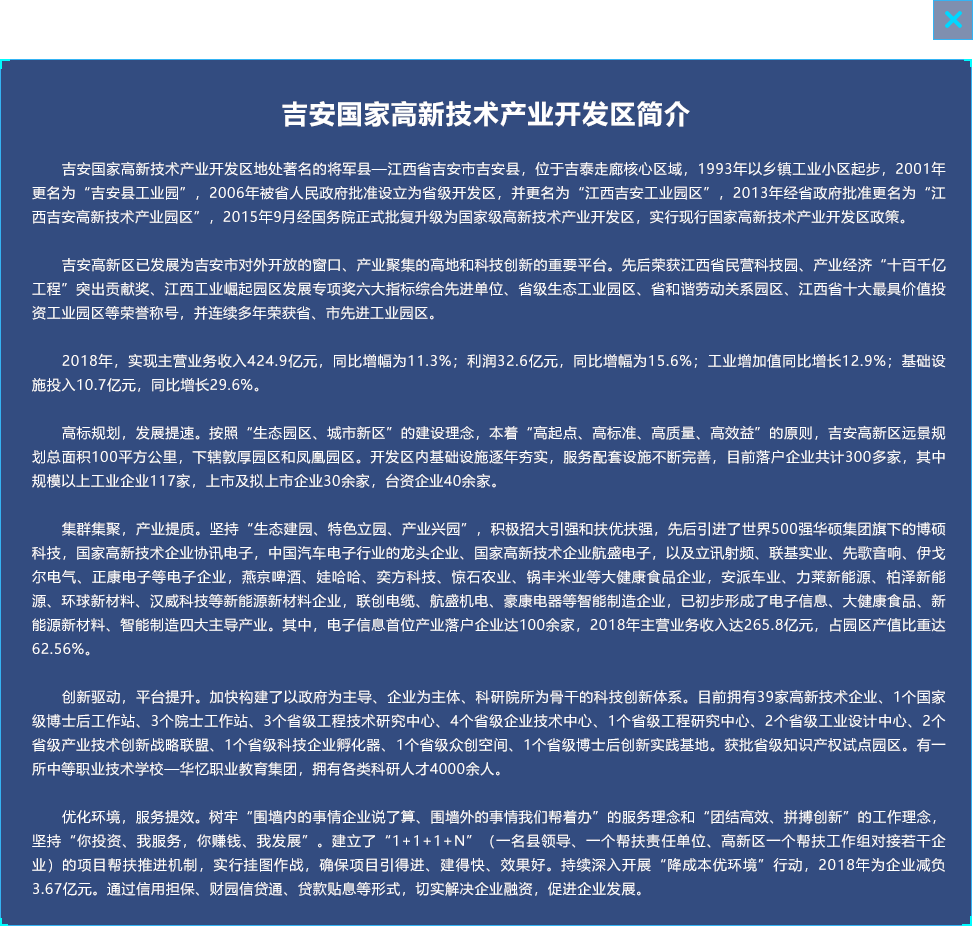 吉安国家高新技术产业开发区简介
吉安国家高新技术产业开发区地处著名的将军县—江西省吉安市吉安县，位于吉泰走廊核心区域，1993年以乡镇工业小区起步，2001年
更名为“吉安县工业园”，2006年被省人民政府批准设立为省级开发区，并更名为“江西吉安工业园区”，2013年经省政府批准更名为“江
西吉安高新技术产业园区”，2015年9月经国务院正式批复升级为国家级高新技术产业开发区，实行现行国家高新技术产业开发区政策。
吉安高新区已发展为吉安市对外开放的窗口、产业聚集的高地和科技创新的重要平台。先后荣获江西省民营科技园、产业经济“十百千亿
工程”突出贡献奖、江西工业崛起园区发展专项奖六大指标综合先进单位、省级生态工业园区、省和谐劳动关系园区、江西省十大最具价值投
资工业园区等荣誉称号，并连续多年荣获省、市先进工业园区。
2018年，实现主营业务收入424.9亿元，同比增幅为11.3%；利润32.6亿元，同比增幅为15.6%；工业增加值同比增长12.9%；基础设
施投入10.7亿元，同比增长29.6%。
高标规划，发展提速。按照“生态园区、城市新区”的建设理念，本着“高起点、高标准、高质量、高效益”的原则，吉安高新区远景规
划总面积100平方公里，下辖敦厚园区和凤凰园区。开发区内基础设施逐年夯实，服务配套设施不断完善，目前落户企业共计300多家，其中
规模以上工业企业117家，上市及拟上市企业30余家，台资企业40余家。
集群集聚，产业提质。坚持“生态建园、特色立园、产业兴园”，积极招大引强和扶优扶强，先后引进了世界500强华硕集团旗下的博硕
科技，国家高新技术企业协讯电子，中国汽车电子行业的龙头企业、国家高新技术企业航盛电子，以及立讯射频、联基实业、先歌音响、伊戈
尔电气、正康电子等电子企业，燕京啤酒、娃哈哈、奕方科技、惊石农业、锅丰米业等大健康食品企业，安派车业、力莱新能源、柏泽新能
源、环球新材料、汉威科技等新能源新材料企业，联创电缆、航盛机电、豪康电器等智能制造企业，已初步形成了电子信息、大健康食品、新
能源新材料、智能制造四大主导产业。其中，电子信息首位产业落户企业达100余家，2018年主营业务收入达265.8亿元，占园区产值比重达
62.56%。
创新驱动，平台提升。加快构建了以政府为主导、企业为主体、科研院所为骨干的科技创新体系。目前拥有39家高新技术企业、1个国家
级博士后工作站、3个院士工作站、3个省级工程技术研究中心、4个省级企业技术中心、1个省级工程研究中心、2个省级工业设计中心、2个
省级产业技术创新战略联盟、1个省级科技企业孵化器、1个省级众创空间、1个省级博士后创新实践基地。获批省级知识产权试点园区。有一
所中等职业技术学校—华忆职业教育集团，拥有各类科研人才4000余人。
优化环境，服务提效。树牢“围墙内的事情企业说了算、围墙外的事情我们帮着办”的服务理念和“团结高效、拼搏创新”的工作理念，
坚持“你投资、我服务，你赚钱、我发展”。建立了“1+1+1+N”（一名县领导、一个帮扶责任单位、高新区一个帮扶工作组对接若干企
业）的项目帮扶推进机制，实行挂图作战，确保项目引得进、建得快、效果好。持续深入开展“降成本优环境”行动，2018年为企业减负
3.67亿元。通过信用担保、财园信贷通、贷款贴息等形式，切实解决企业融资，促进企业发展。